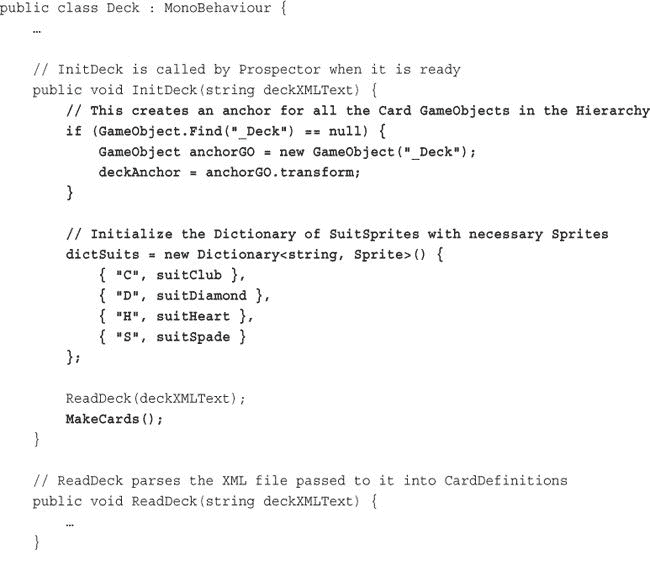 public class Deck : MonoBehaviour {
    …

    // InitDeck is called by Prospector when it is ready
    public void InitDeck(string deckXMLText) {
        // This creates an anchor for all the Card GameObjects in the Hierarchy
        if (GameObject.Find("_Deck") == null) {
            GameObject anchorGO = new GameObject("_Deck");
            deckAnchor = anchorGO.transform;
        }

        // Initialize the Dictionary of SuitSprites with necessary Sprites
        dictSuits = new Dictionary<string, Sprite>() {
            { "C", suitClub },
            { "D", suitDiamond },
            { "H", suitHeart },
            { "S", suitSpade }
        };

        ReadDeck(deckXMLText);
        MakeCards();
    }

    // ReadDeck parses the XML file passed to it into CardDefinitions
    public void ReadDeck(string deckXMLText) {
        …
    }